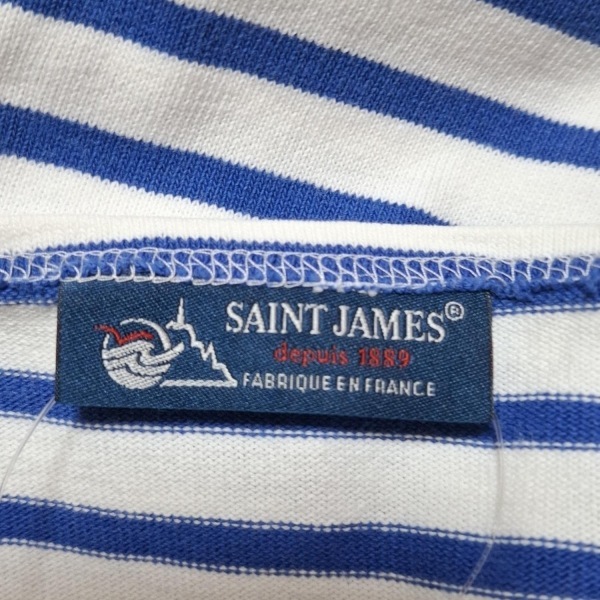 SAINT JAMES®
depuis 1889
FABRIQUE EN FRANCE